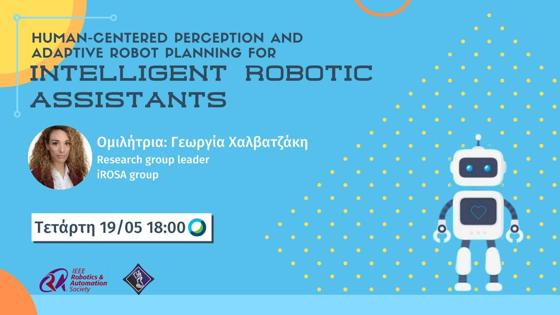 HUMAN-CENTERED PERCEPTION AND
ADAPTIVE ROBOT PLANNING FOR
INTELLIGENT ROBOTIC
ASSISTANTS
Ομιλήτρια: Γεωργία Χαλβατζάκη
Research group leader
iROSA group
Τετάρτη 19/05 18:00
IEEE
Robotics &
Automation
Society